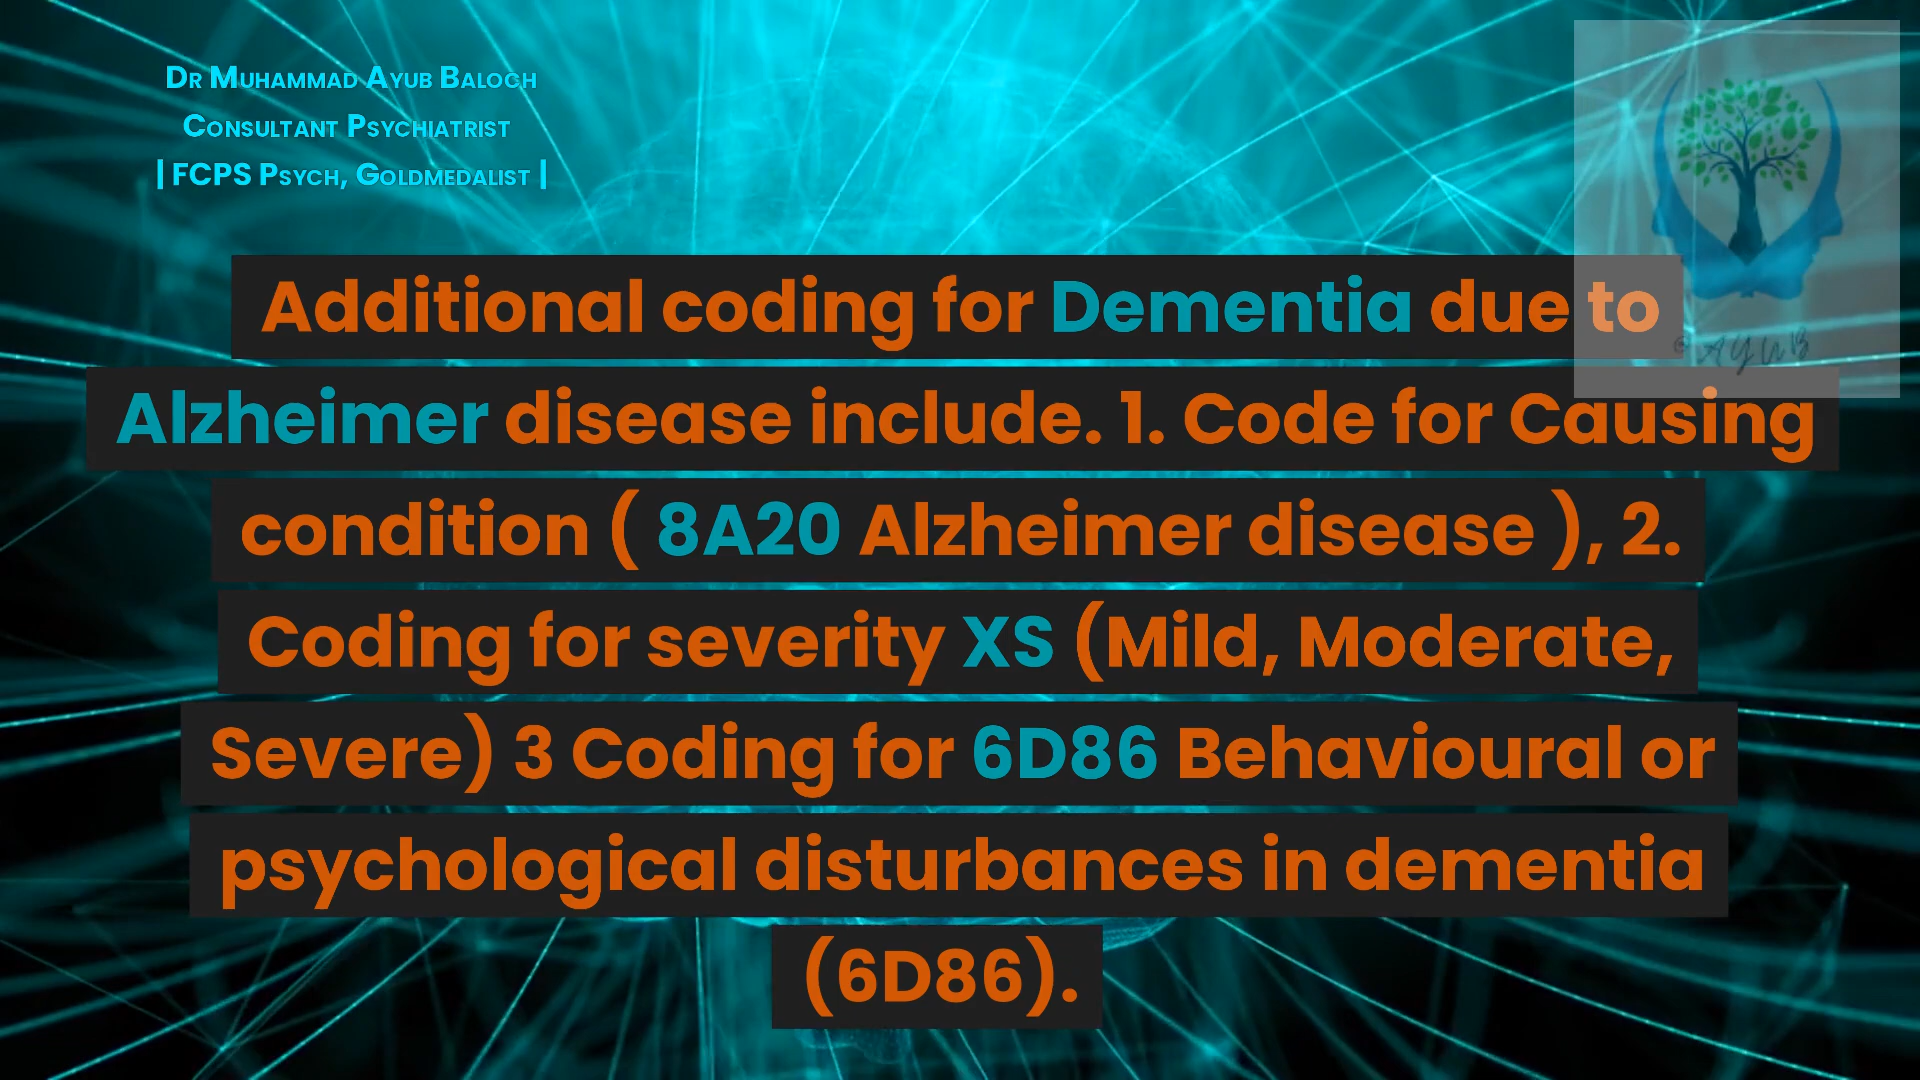 Dr Muhammad Ayub Baloch
Consultant Psychiatrist
| FCPS Psych, Goldmedalist |
Additional coding for Dementia due to
@AYUB
Alzheimer disease include. 1. Code for Causing
condition ( 8A20 Alzheimer disease ), 2.
Coding for severity XS (Mild, Moderate,
Severe) 3 Coding for 6D86 Behavioural or
psychological disturbances in dementia
(6D86).